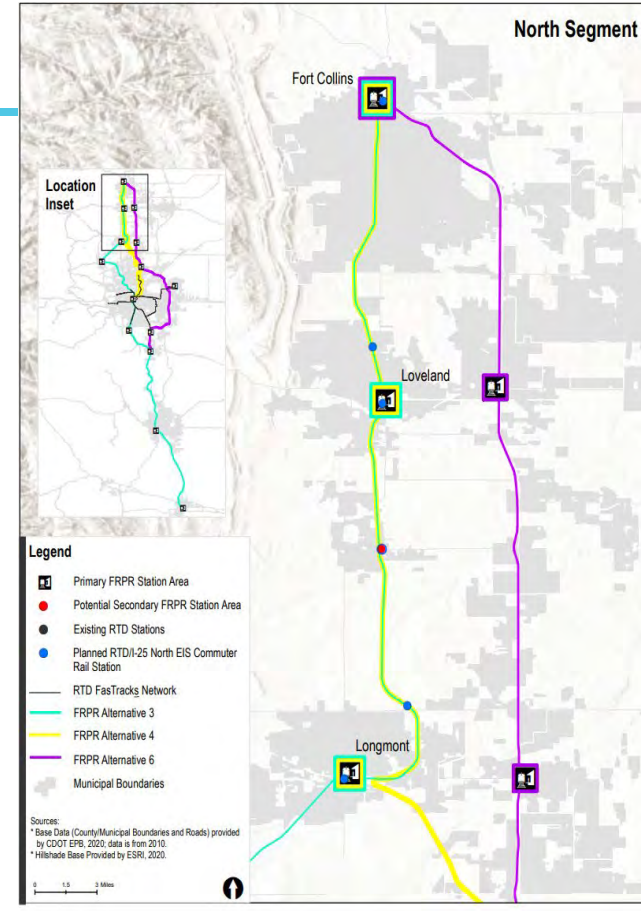 North Segment
Fort Collins
Location
Inset
Loveland
Longmont
Legend
Primary FRPR Station Area
Potential Secondary FRPR Station Area
Existing RTD Stations
Planned RTD/I-25 North EIS Commuter
Rail Station
RTD FasTracks Network
FRPR Alternative 3
FRPR Alternative 4
FRPR Alternative 6
Municipal Boundaries
Sources:
* Base Data (County/Municipal Boundaries and Roads) provided
by CDOT EPB, 2020; data is from 2010.
* Hillshade Base Provided by ESRI, 2020.
0 1.5 3 Miles